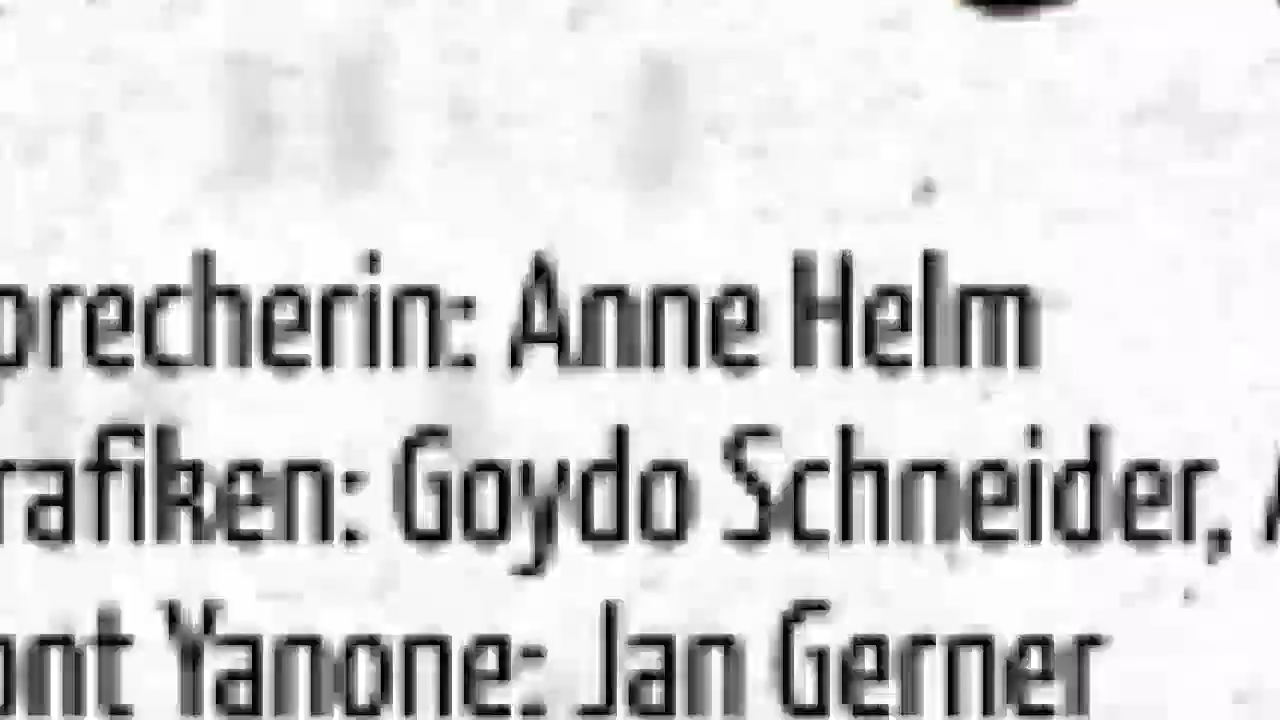 precherin: Anne Helm
rafiken: Goydo Schneider, A
ont Yanone: Jan Gerner